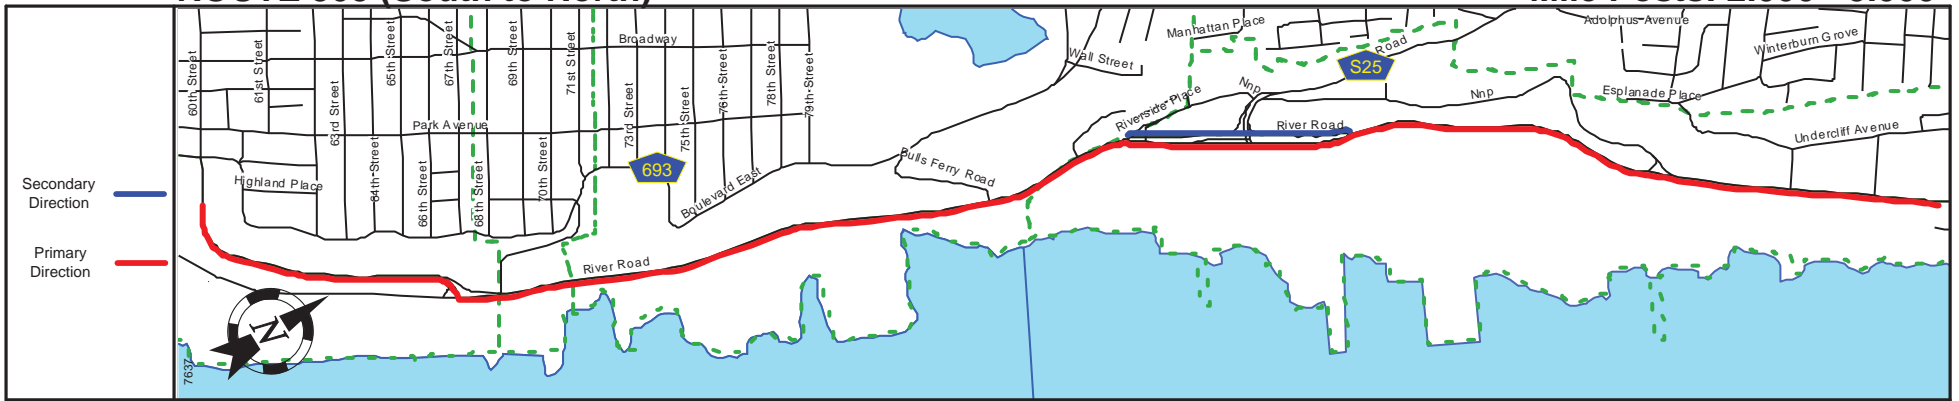 Secondary
Direction
Primary
Direction
60th Street
61st Street
63rd Street
65th Street
67th Street
69th Street
71st Street
Broadway
73rd Street
75th Street
76th Street
78th Street
79th Street
Park Avenue
Highland Place
64th Street
66th Street
68th Street
70th Street
693
Boulevard East
Bulls Ferry Road
River Road
N
7637
Wall Street
Manhattan Place
Road
S25
Riverside Place
Nnp
River Road
Nnp
Adolphus Avenue
Winterburn Grove
Esplanade Place
Undercliff Avenue